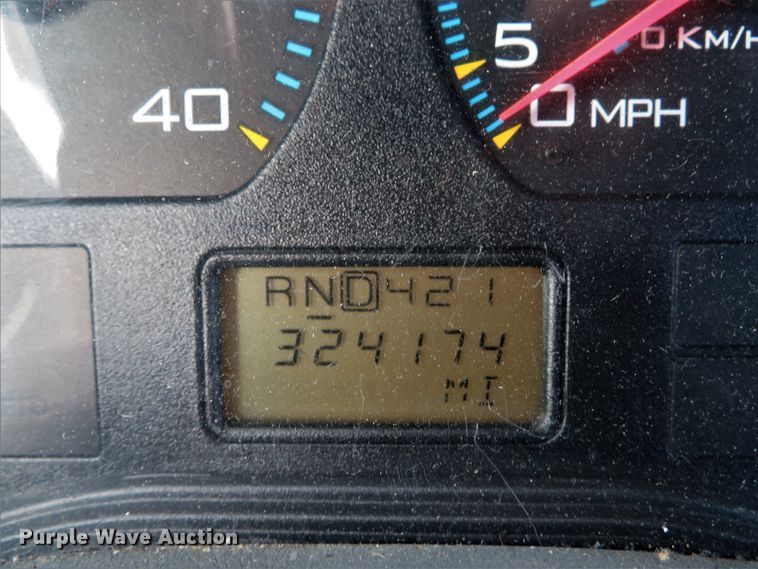 0 KM/H
5
40
0 MPH
RND421
324174
MI
Purple Wave Auction